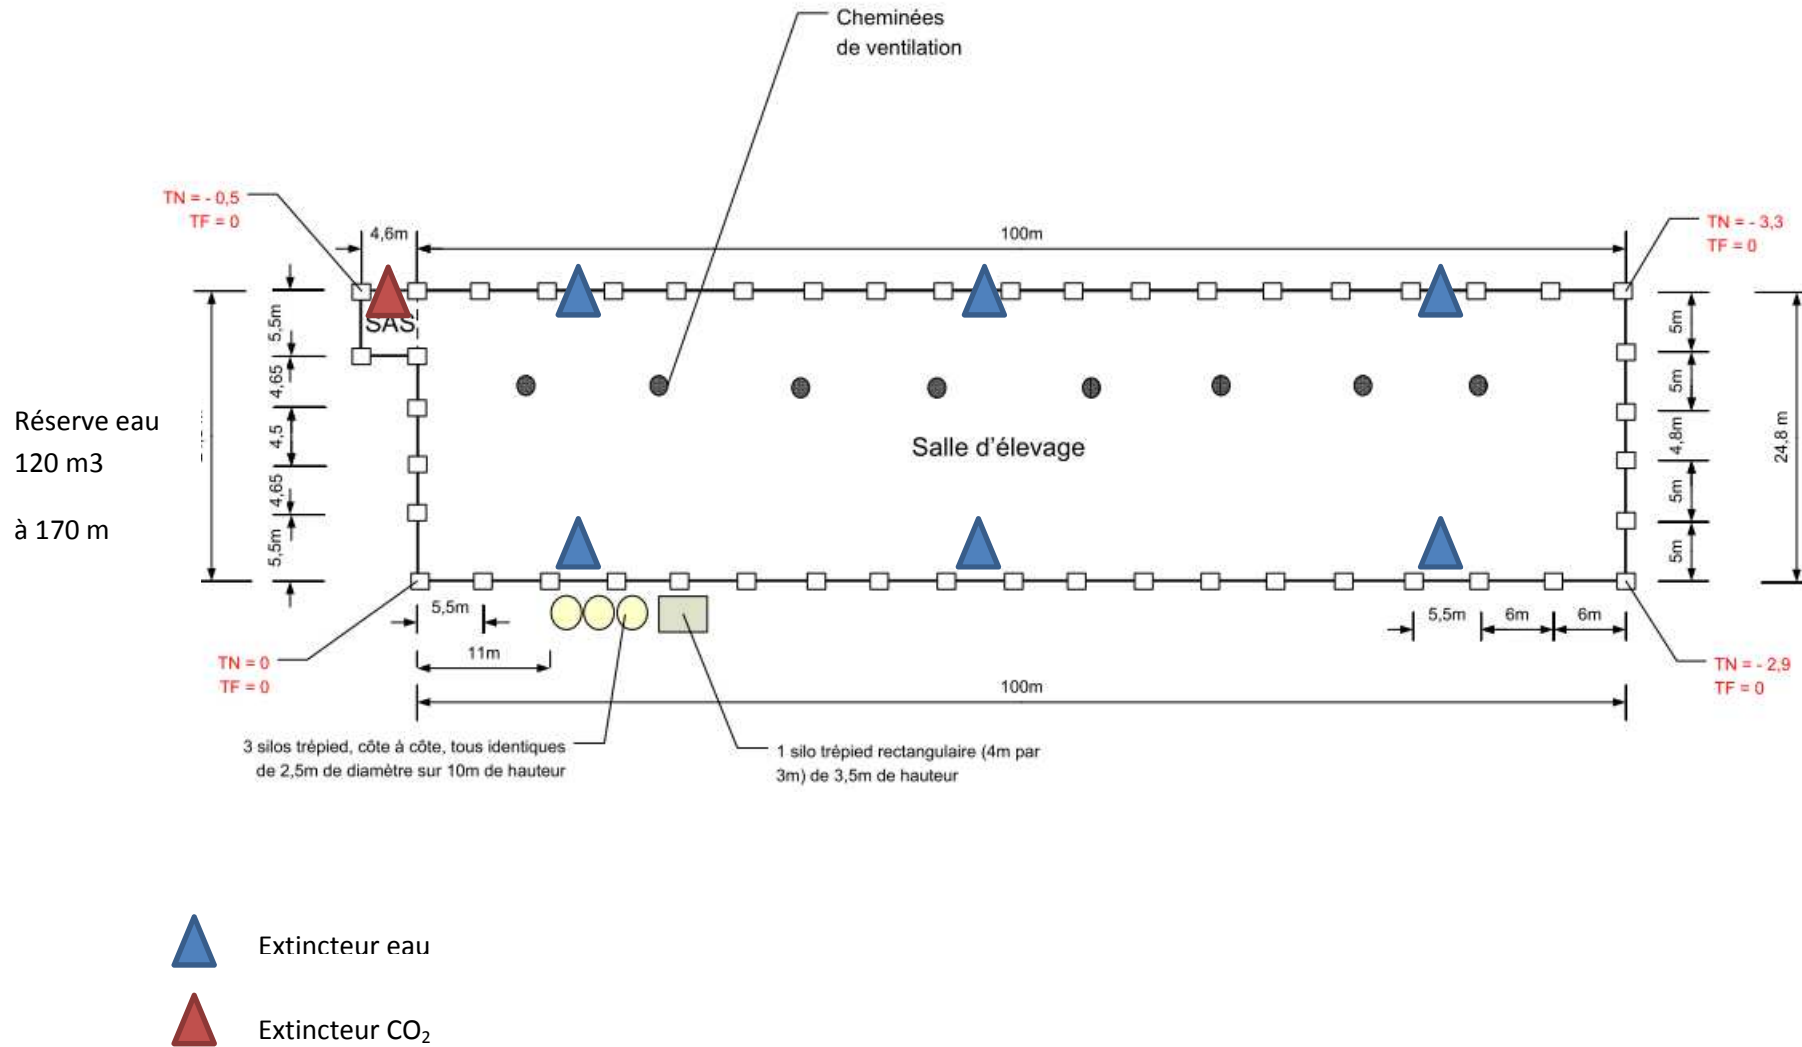 Cheminées
de ventilation
TN = - 0,5
TF = 0
4,6m
100m
TN = - 3,3
TF = 0
SAS
5,5m
4,65
4,5
4,65
5,5m
Réserve eau
120 m3
à 170 m
Salle d'élevage
5m
5m
4,8m
5m
5m
24,8 m
5,5m
11m
5,5m
6m
6m
TN = 0
TF = 0
100m
TN = - 2,9
TF = 0
3 silos trépied, côte à côte, tous identiques
de 2,5m de diamètre sur 10m de hauteur
1 silo trépied rectangulaire (4m par
3m) de 3,5m de hauteur
Extincteur eau
Extincteur CO₂